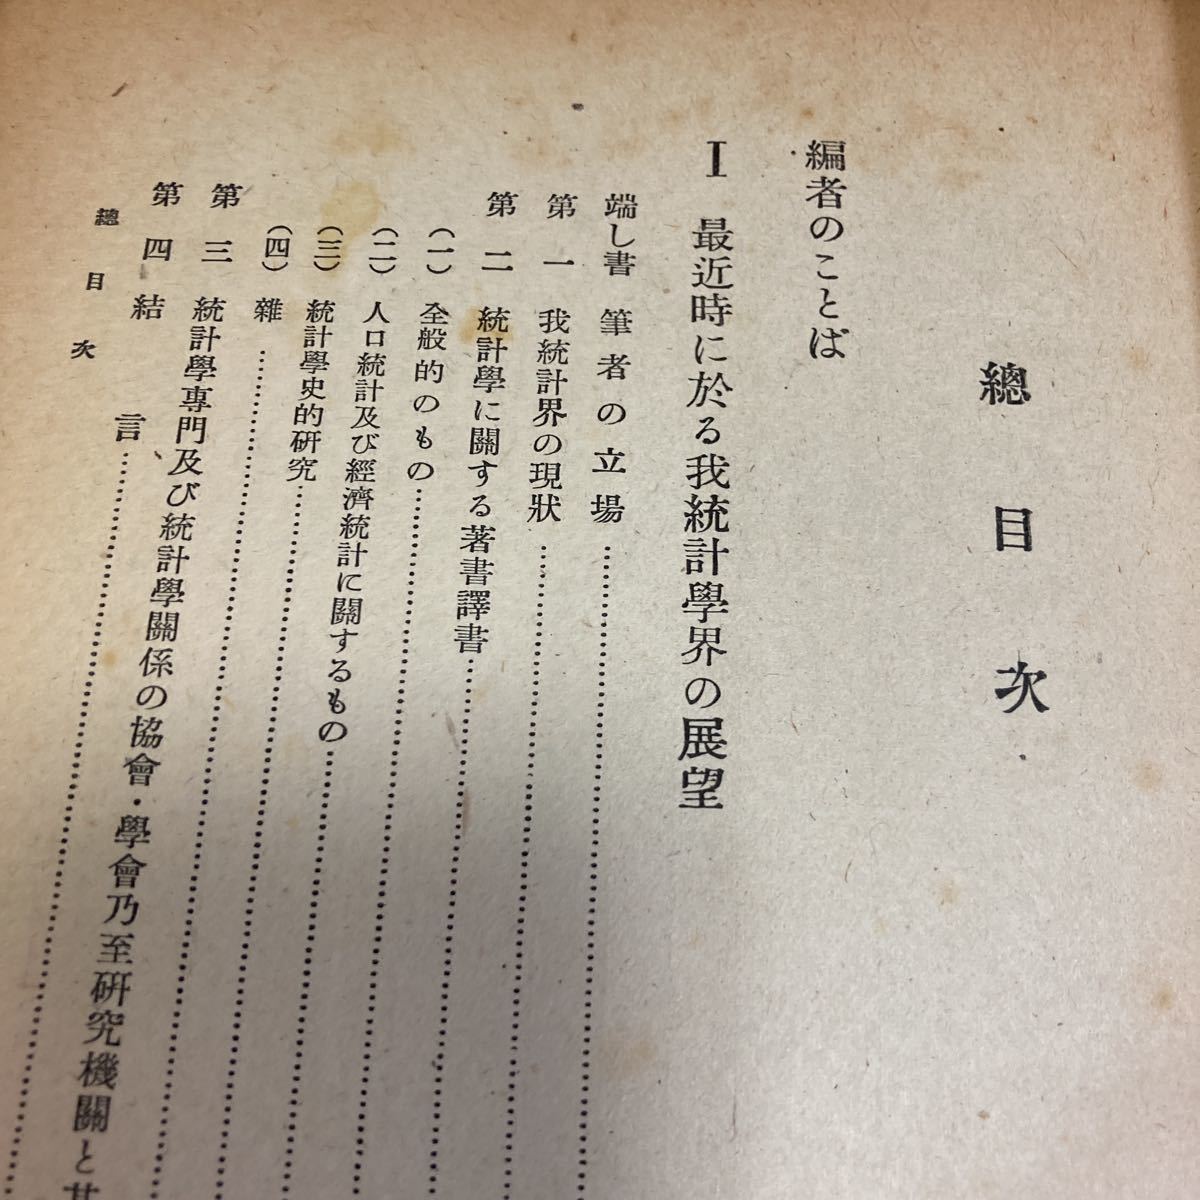 總目次
編者のことば
I 最近時に於る我統計學界の展望
端し書 筆者の立場
第一 我統計界の現狀
第二 統計學に關する著書譯書
(一) 全般的のもの
(二) 人口統計及び經濟統計に關するもの
(三) 統計學史的研究
(四) 雜
第三 統計學專門及び統計學關係の協會・學會乃至研究機關と其
第四 結言
總目次